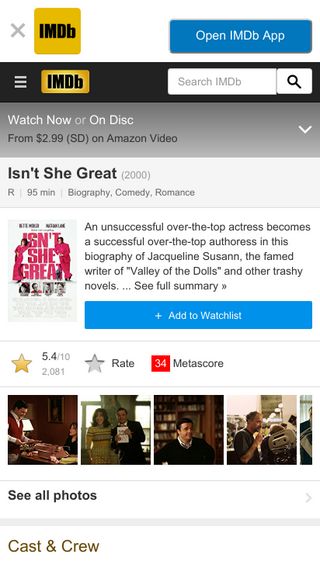 IMDb
Open IMDb App
IMDb
Search IMDb
Watch Now or On Disc
From $2.99 (SD) on Amazon Video
Isn't She Great (2000)
R | 95 min | Biography, Comedy, Romance
BETTE MIDLER NATHAN LANE
ISN'T
SHE
GREAT
An unsuccessful over-the-top actress becomes
a successful over-the-top authoress in this
biography of Jacqueline Susann, the famed
writer of "Valley of the Dolls" and other trashy
novels. ... See full summary »
+ Add to Watchlist
5.4/10
2,081
Rate
34 Metascore
See all photos
Cast & Crew